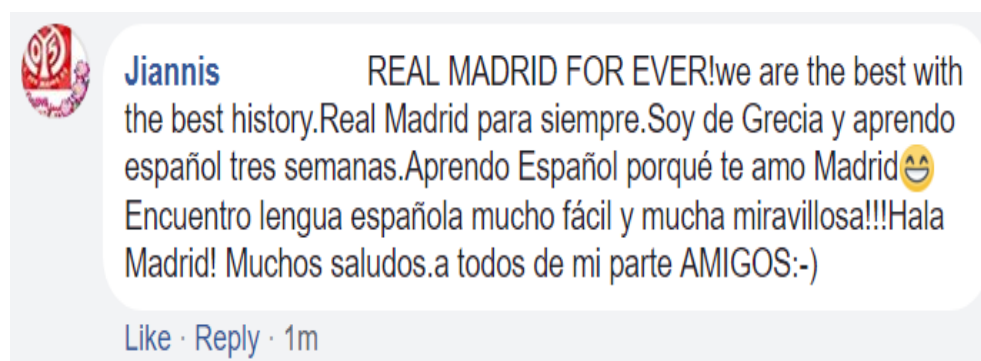 Jiannis REAL MADRID FOR EVER!we are the best with
the best history.Real Madrid para siempre.Soy de Grecia y aprendo
español tres semanas.Aprendo Español porqué te amo Madrid😄
Encuentro lengua española mucho fácil y mucha miravillosa!!!Hala
Madrid! Muchos saludos.a todos de mi parte AMIGOS:-)
Like · Reply · 1m